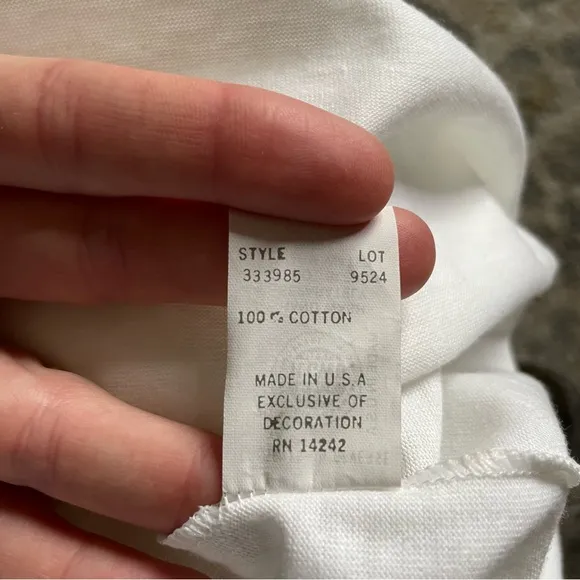 STYLE LOT
333985 9524
100 % COTTON
MADE IN U.S.A
EXCLUSIVE OF
DECORATION
RN 14242